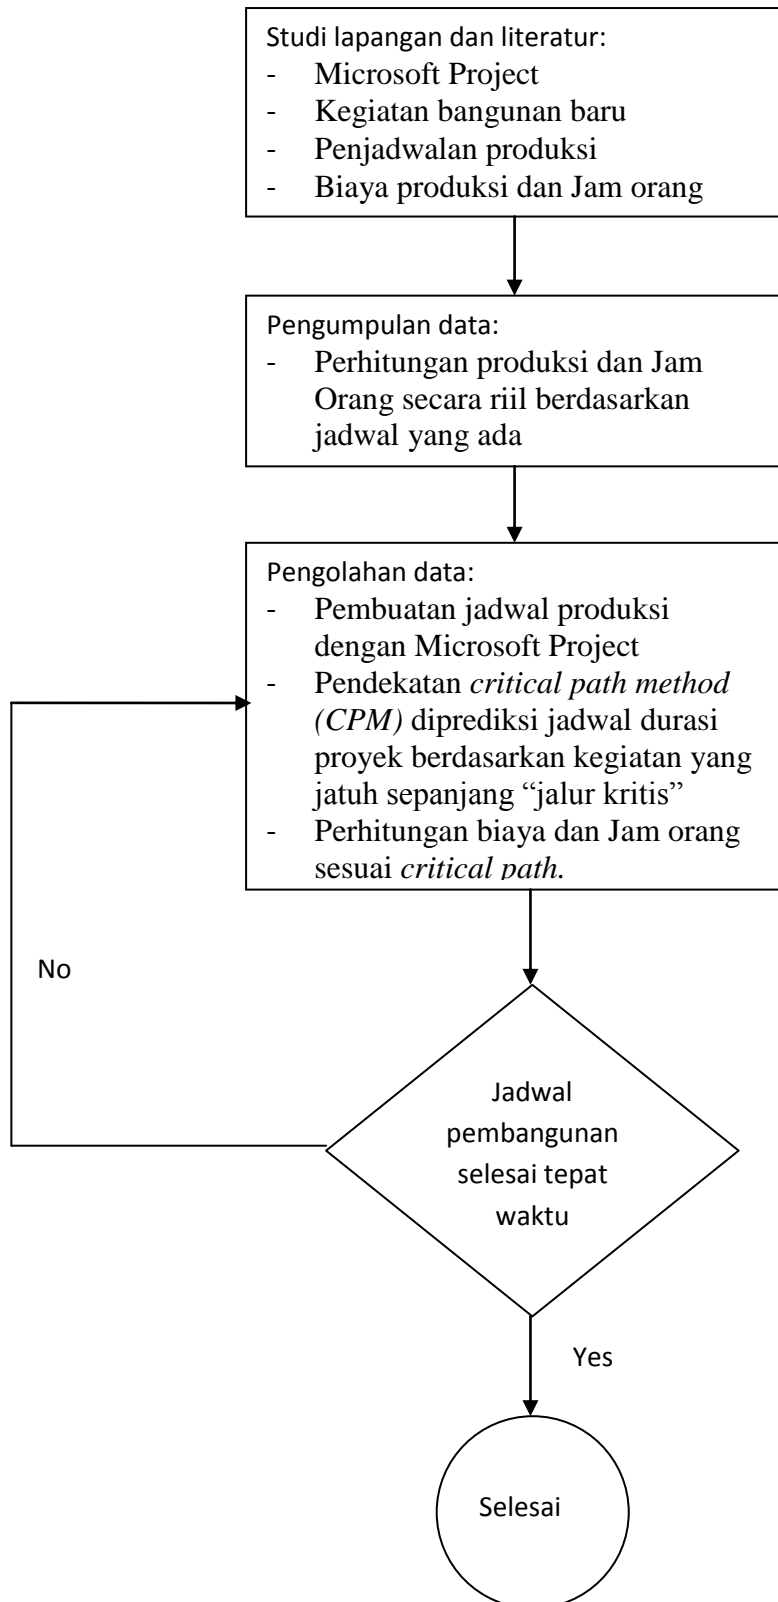 Studi lapangan dan literatur:
- Microsoft Project
- Kegiatan bangunan baru
- Penjadwalan produksi
- Biaya produksi dan Jam orang
Pengumpulan data:
- Perhitungan produksi dan Jam
Orang secara riil berdasarkan
jadwal yang ada
Pengolahan data:
- Pembuatan jadwal produksi
dengan Microsoft Project
- Pendekatan critical path method
(CPM) diprediksi jadwal durasi
proyek berdasarkan kegiatan yang
jatuh sepanjang “jalur kritis”
- Perhitungan biaya dan Jam orang
sesuai critical path.
No
Jadwal
pembangunan
selesai tepat
waktu
Yes
Selesai